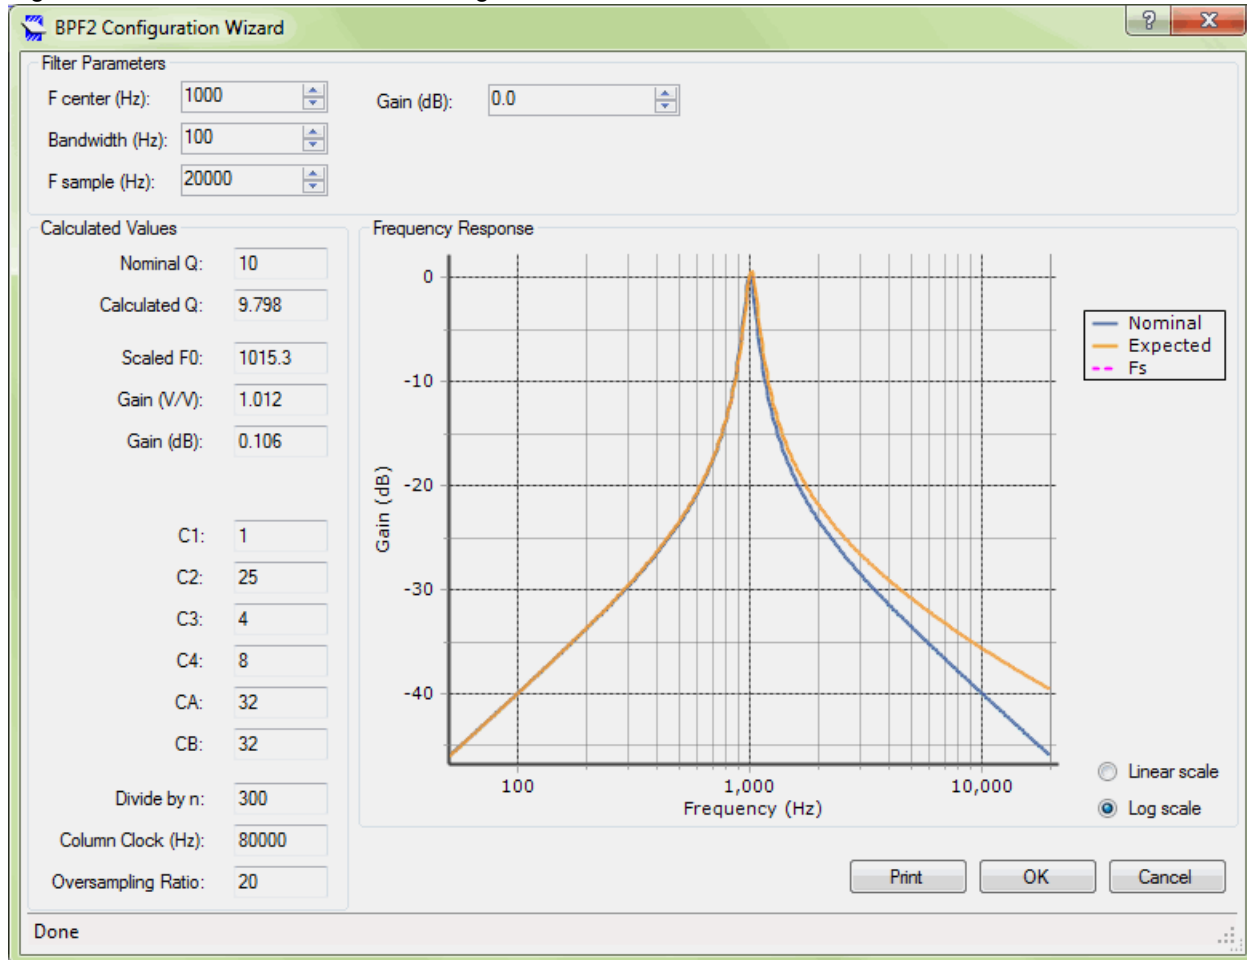 BPF2 Configuration Wizard
?
X
Filter Parameters
F center (Hz): 1000
Gain (dB): 0.0
Bandwidth (Hz): 100
F sample (Hz): 20000
Calculated Values
Nominal Q: 10
Calculated Q: 9.798
Scaled F0: 1015.3
Gain (V/V): 1.012
Gain (dB): 0.106
C1: 1
C2: 25
C3: 4
C4: 8
CA: 32
CB: 32
Divide by n: 300
Column Clock (Hz): 80000
Oversampling Ratio: 20
Frequency Response
0
-10
-20
-30
-40
Gain (dB)
100 1,000 10,000
Frequency (Hz)
Nominal
Expected
Fs
Linear scale
Log scale
Print OK Cancel
Done